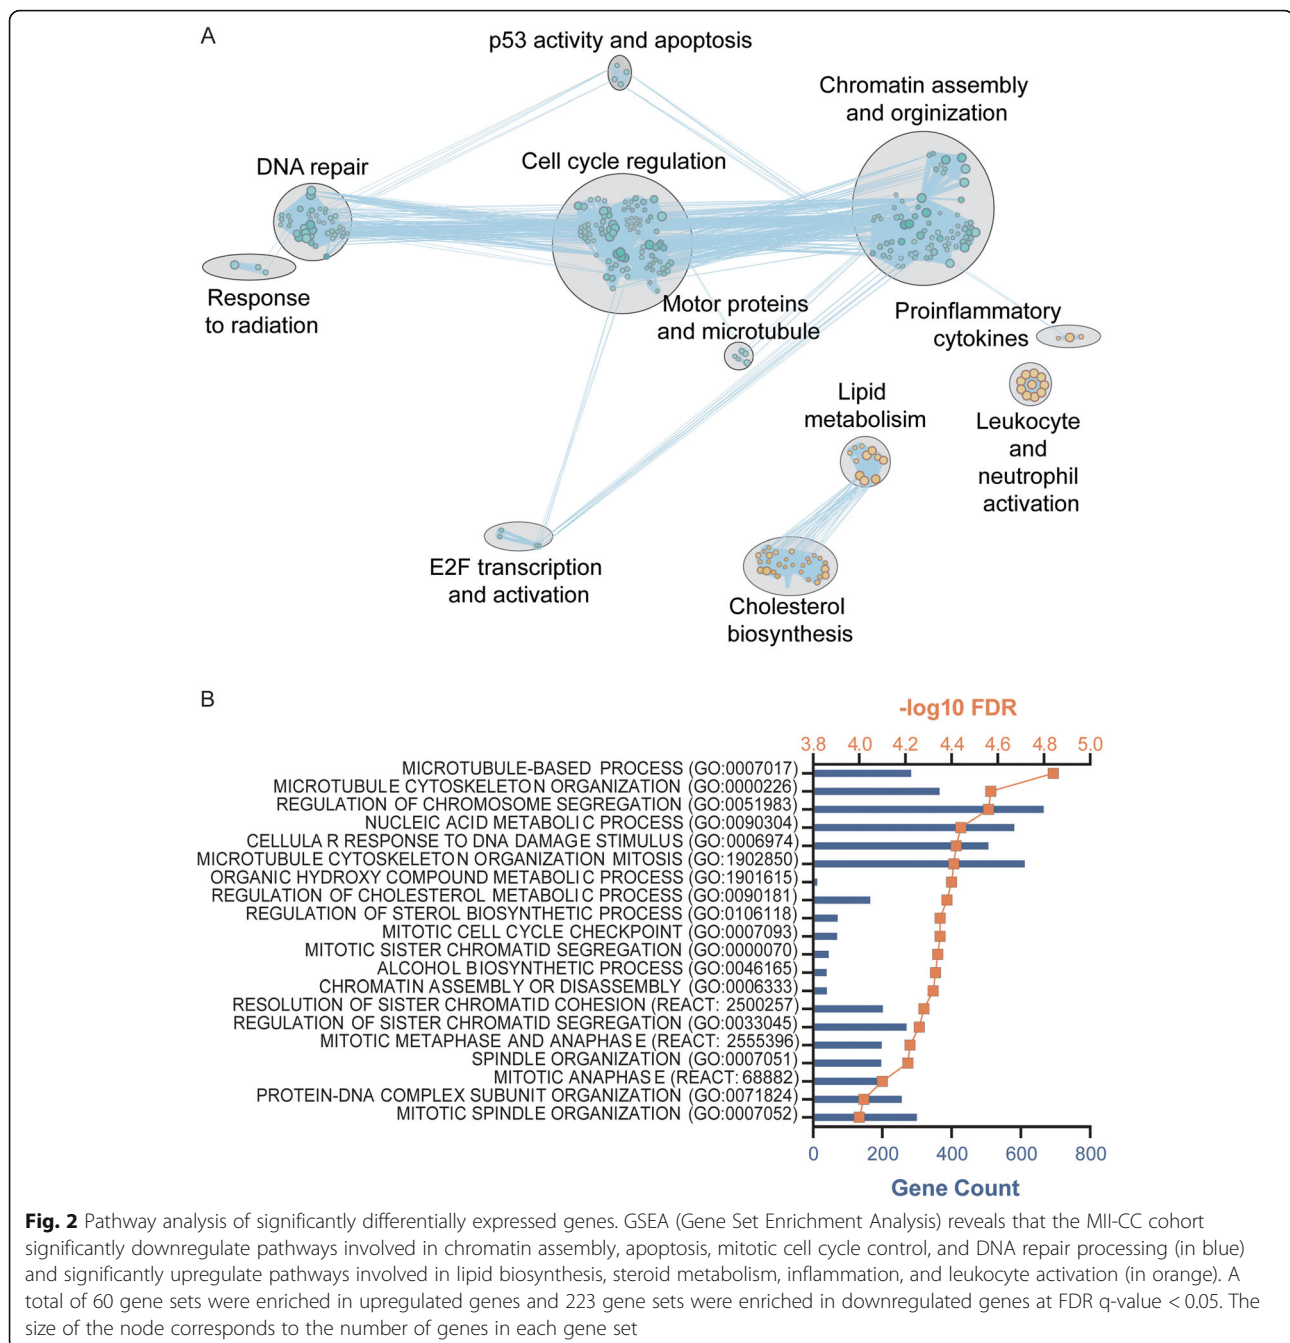 A
p53 activity and apoptosis
Chromatin assembly
and orginization
DNA repair
Cell cycle regulation
Response
to radiation
Motor proteins
and microtubule
Proinflammatory
cytokines
Lipid
metabolisim
Leukocyte
and
neutrophil
activation
E2F transcription
and activation
Cholesterol
biosynthesis
B
-log10 FDR
3.8 4.0 4.2 4.4 4.6 4.8 5.0
MICROTUBULE-BASED PROCESS (GO:0007017)
MICROTUBULE CYTOSKELETON ORGANIZATION (GO:0000226)
REGULATION OF CHROMOSOME SEGREGATION (GO:0051983)
NUCLEIC ACID METABOLIC PROCESS (GO:0090304)
CELLULAR RESPONSE TO DNA DAMAGE STIMULUS (GO:0006974)
MICROTUBULE CYTOSKELETON ORGANIZATION MITOSIS (GO:1902850)
ORGANIC HYDROXY COMPOUND METABOLIC PROCESS (GO:1901615)
REGULATION OF CHOLESTEROL METABOLIC PROCESS (GO:0090181)
REGULATION OF STEROL BIOSYNTHETIC PROCESS (GO:0106118)
MITOTIC CELL CYCLE CHECKPOINT (GO:0007093)
MITOTIC SISTER CHROMATID SEGREGATION (GO:0000070)
ALCOHOL BIOSYNTHETIC PROCESS (GO:0046165)
CHROMATIN ASSEMBLY OR DISASSEMBLY (GO:0006333)
RESOLUTION OF SISTER CHROMATID COHESION (REACT: 2500257)
REGULATION OF SISTER CHROMATID SEGREGATION (GO:0033045)
MITOTIC METAPHASE AND ANAPHASE (REACT: 2555396)
SPINDLE ORGANIZATION (GO:0007051)
MITOTIC ANAPHASE (REACT: 68882)
PROTEIN-DNA COMPLEX SUBUNIT ORGANIZATION (GO:0071824)
MITOTIC SPINDLE ORGANIZATION (GO:0007052)
0 200 400 600 800
Gene Count
Fig. 2 Pathway analysis of significantly differentially expressed genes. GSEA (Gene Set Enrichment Analysis) reveals that the MII-CC cohort
significantly downregulate pathways involved in chromatin assembly, apoptosis, mitotic cell cycle control, and DNA repair processing (in blue)
and significantly upregulate pathways involved in lipid biosynthesis, steroid metabolism, inflammation, and leukocyte activation (in orange). A
total of 60 gene sets were enriched in upregulated genes and 223 gene sets were enriched in downregulated genes at FDR q-value < 0.05. The
size of the node corresponds to the number of genes in each gene set